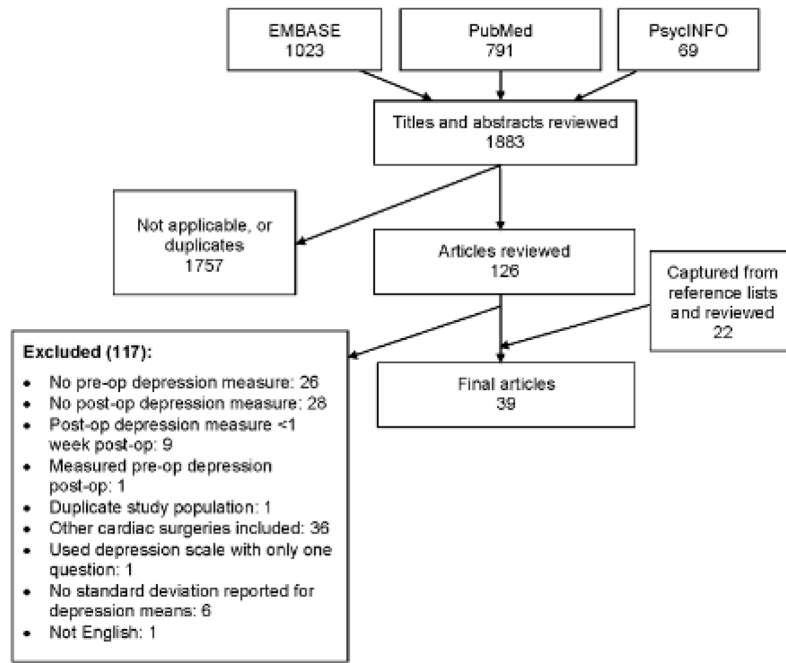 EMBASE
1023
PubMed
791
PsycINFO
69
Titles and abstracts reviewed
1883
Not applicable, or
duplicates
1757
Articles reviewed
126
Captured from
reference lists
and reviewed
22
Excluded (117):
• No pre-op depression measure: 26
• No post-op depression measure: 28
• Post-op depression measure <1
week post-op: 9
• Measured pre-op depression
post-op: 1
• Duplicate study population: 1
• Other cardiac surgeries included: 36
• Used depression scale with only one
question: 1
• No standard deviation reported for
depression means: 6
• Not English: 1
Final articles
39